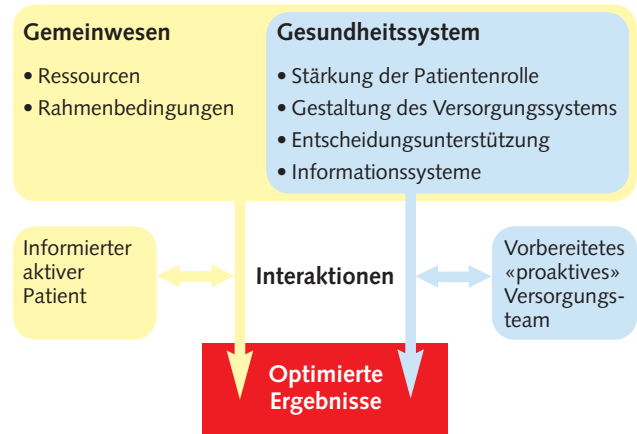 Gemeinwesen
• Ressourcen
• Rahmenbedingungen
Gesundheitssystem
• Stärkung der Patientenrolle
• Gestaltung des Versorgungssystems
• Entscheidungsunterstützung
• Informationssysteme
Informierter
aktiver
Patient
Interaktionen
Vorbereitetes
«proaktives»
Versorgungs-
team
Optimierte
Ergebnisse